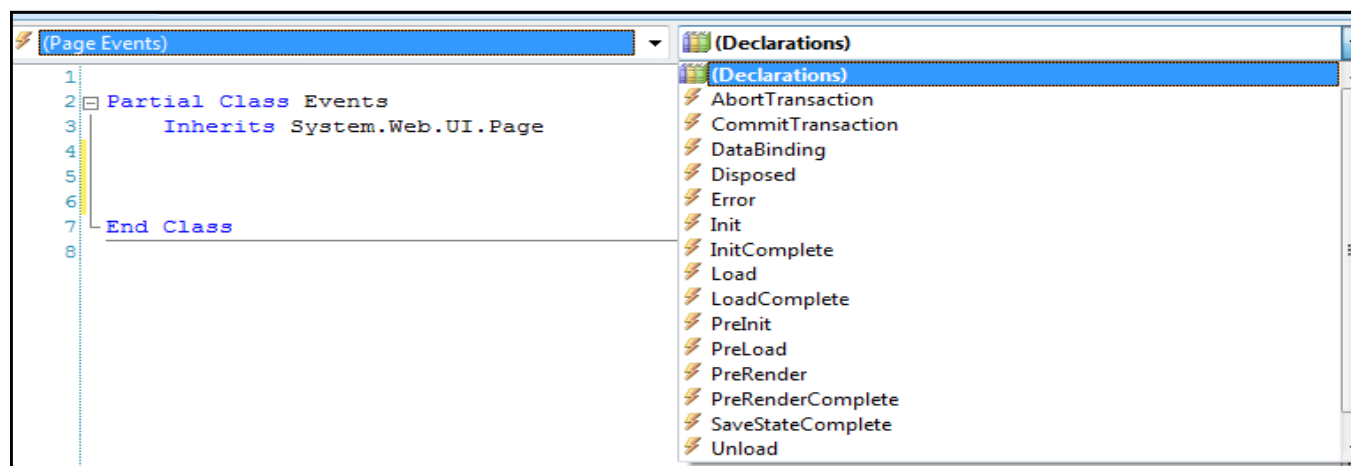 (Page Events)
(Declarations)
1
2 Partial Class Events
3 Inherits System.Web.UI.Page
4
5
6
7 End Class
8
(Declarations)
AbortTransaction
CommitTransaction
DataBinding
Disposed
Error
Init
InitComplete
Load
LoadComplete
PreInit
PreLoad
PreRender
PreRenderComplete
SaveStateComplete
Unload